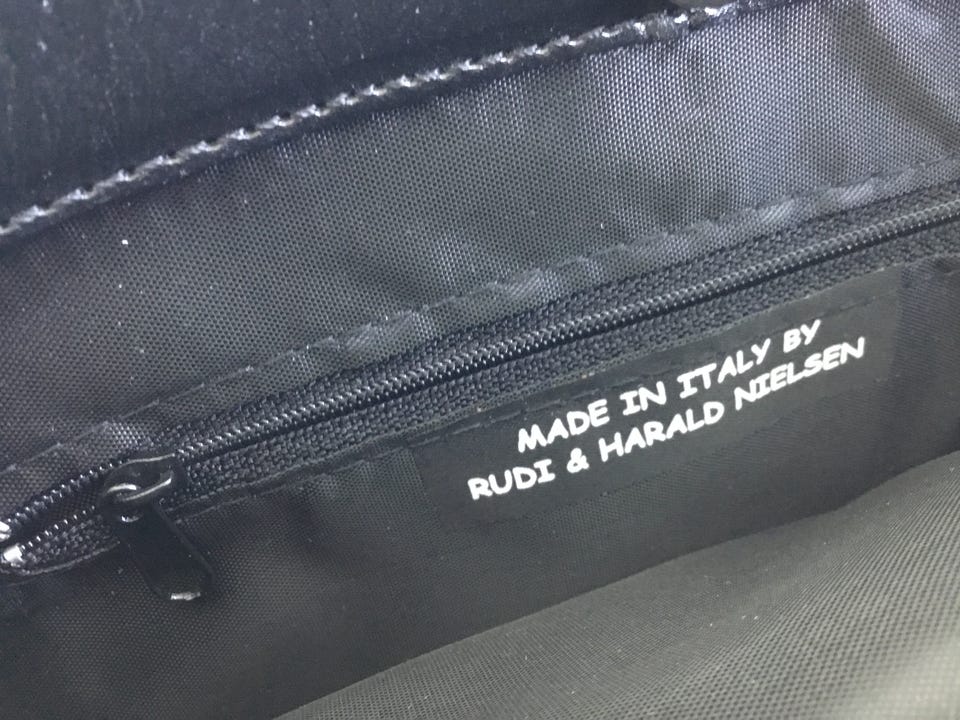 MADE IN ITALY BY
RUDI & HARALD NIELSEN